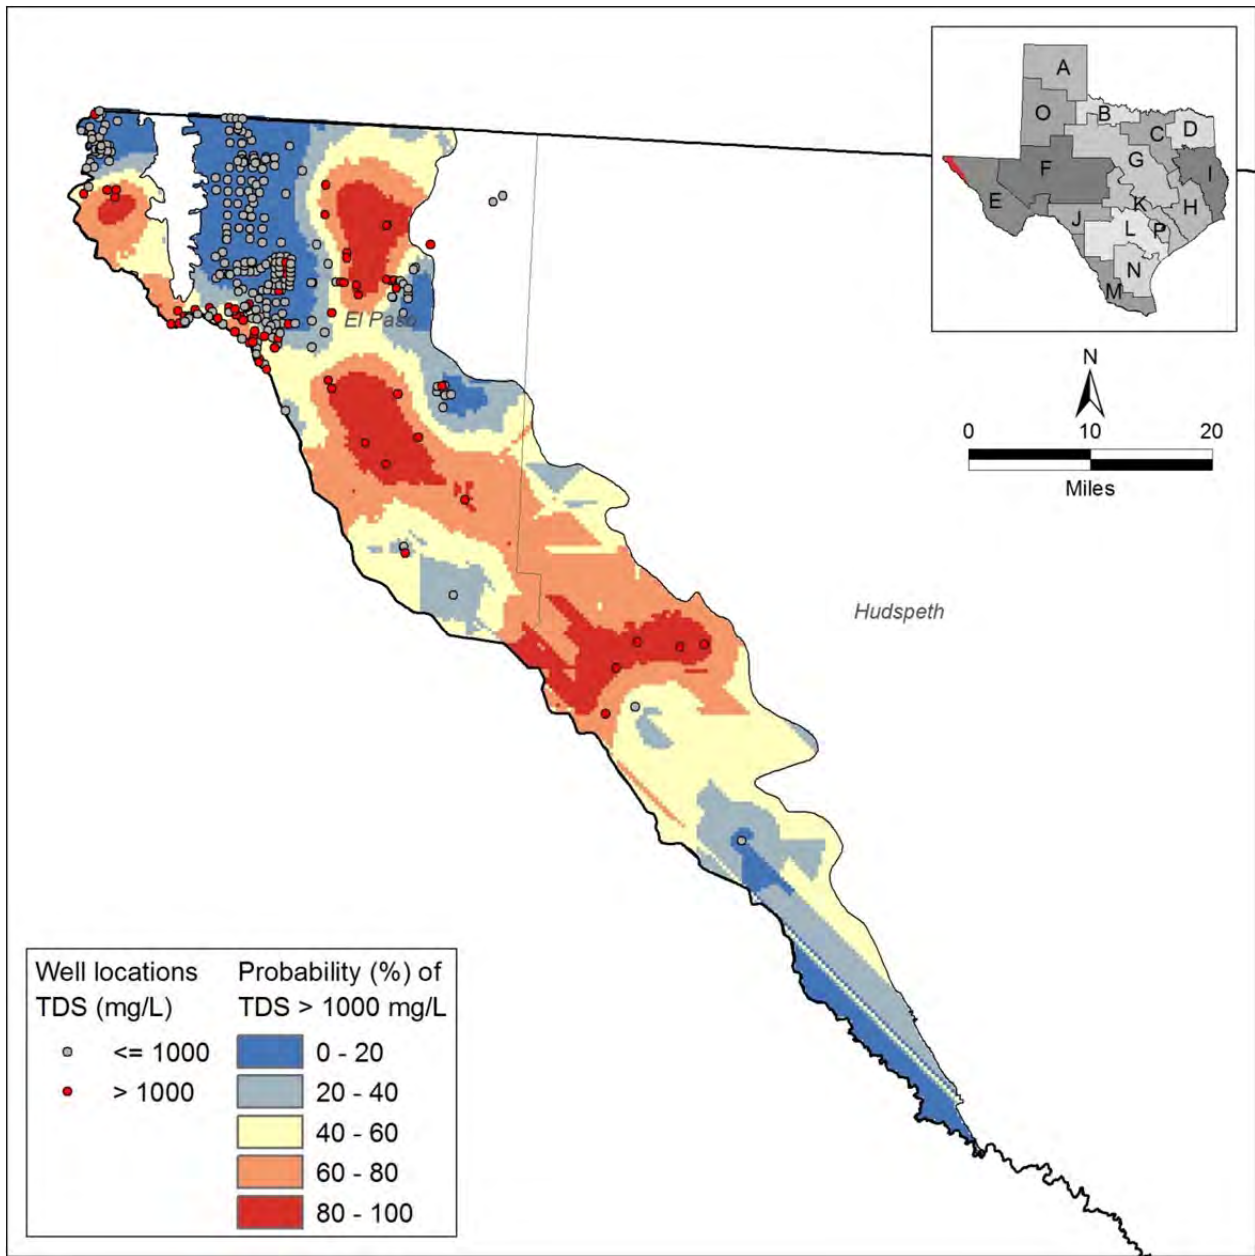 A
O
B
C
D
F
G
I
E
K
H
J
L
P
N
M
N
0 10 20
Miles
El Paso
Hudspeth
Well locations
TDS (mg/L)
<= 1000
> 1000
Probability (%) of
TDS > 1000 mg/L
0 - 20
20 - 40
40 - 60
60 - 80
80 - 100